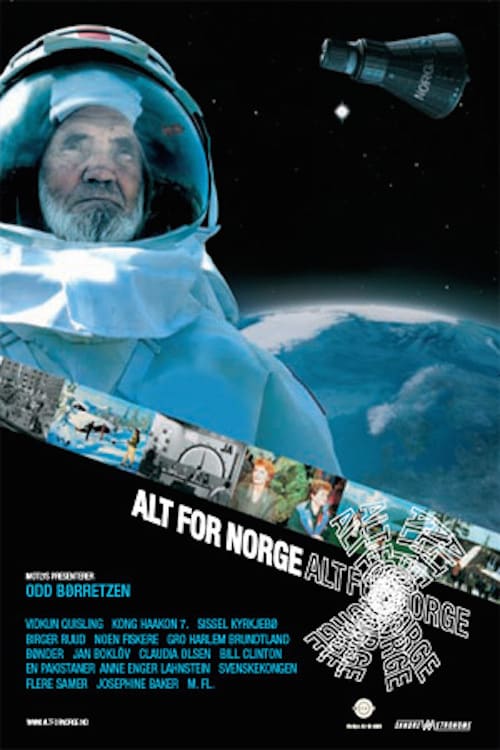 NORGE
JA
ALT FOR NORGE ALT FOR NORGE
MOTLYS PRESENTERER
ODD BØRRETZEN
VIDKUN QUISLING KONG HAAKON 7. SISSEL KYRKJEBØ
BIRGER RUUD NOEN FISKERE GRO HARLEM BRUNDTLAND
BØNDER JAN BOKLÖV CLAUDIA OLSEN BILL CLINTON
EN PAKISTANER ANNE ENGER LAHNSTEIN SVENSKEKONGEN
FLERE SAMER JOSEPHINE BAKER M. FL.
WWW.ALTFORNORGE.NO